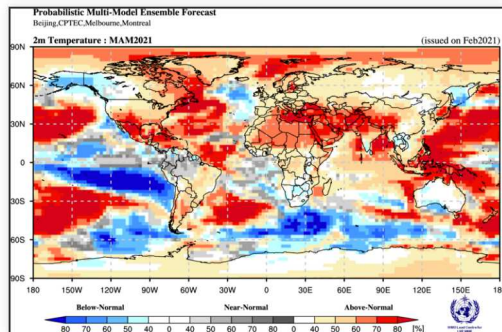 Probabilistic Multi-Model Ensemble Forecast
Beijing,CPTEC,Melbourne,Montreal
2m Temperature : MAM2021 (issued on Feb2021)
90N
60N
30N
0
30S
60S
90S
180 150W 120W 90W 60W 30W 0 30E 60E 90E 120E 150E 180
Below-Normal Near-Normal Above-Normal
80 70 60 50 40 0 40 50 60 70 80 0 40 50 60 70 80 [%]